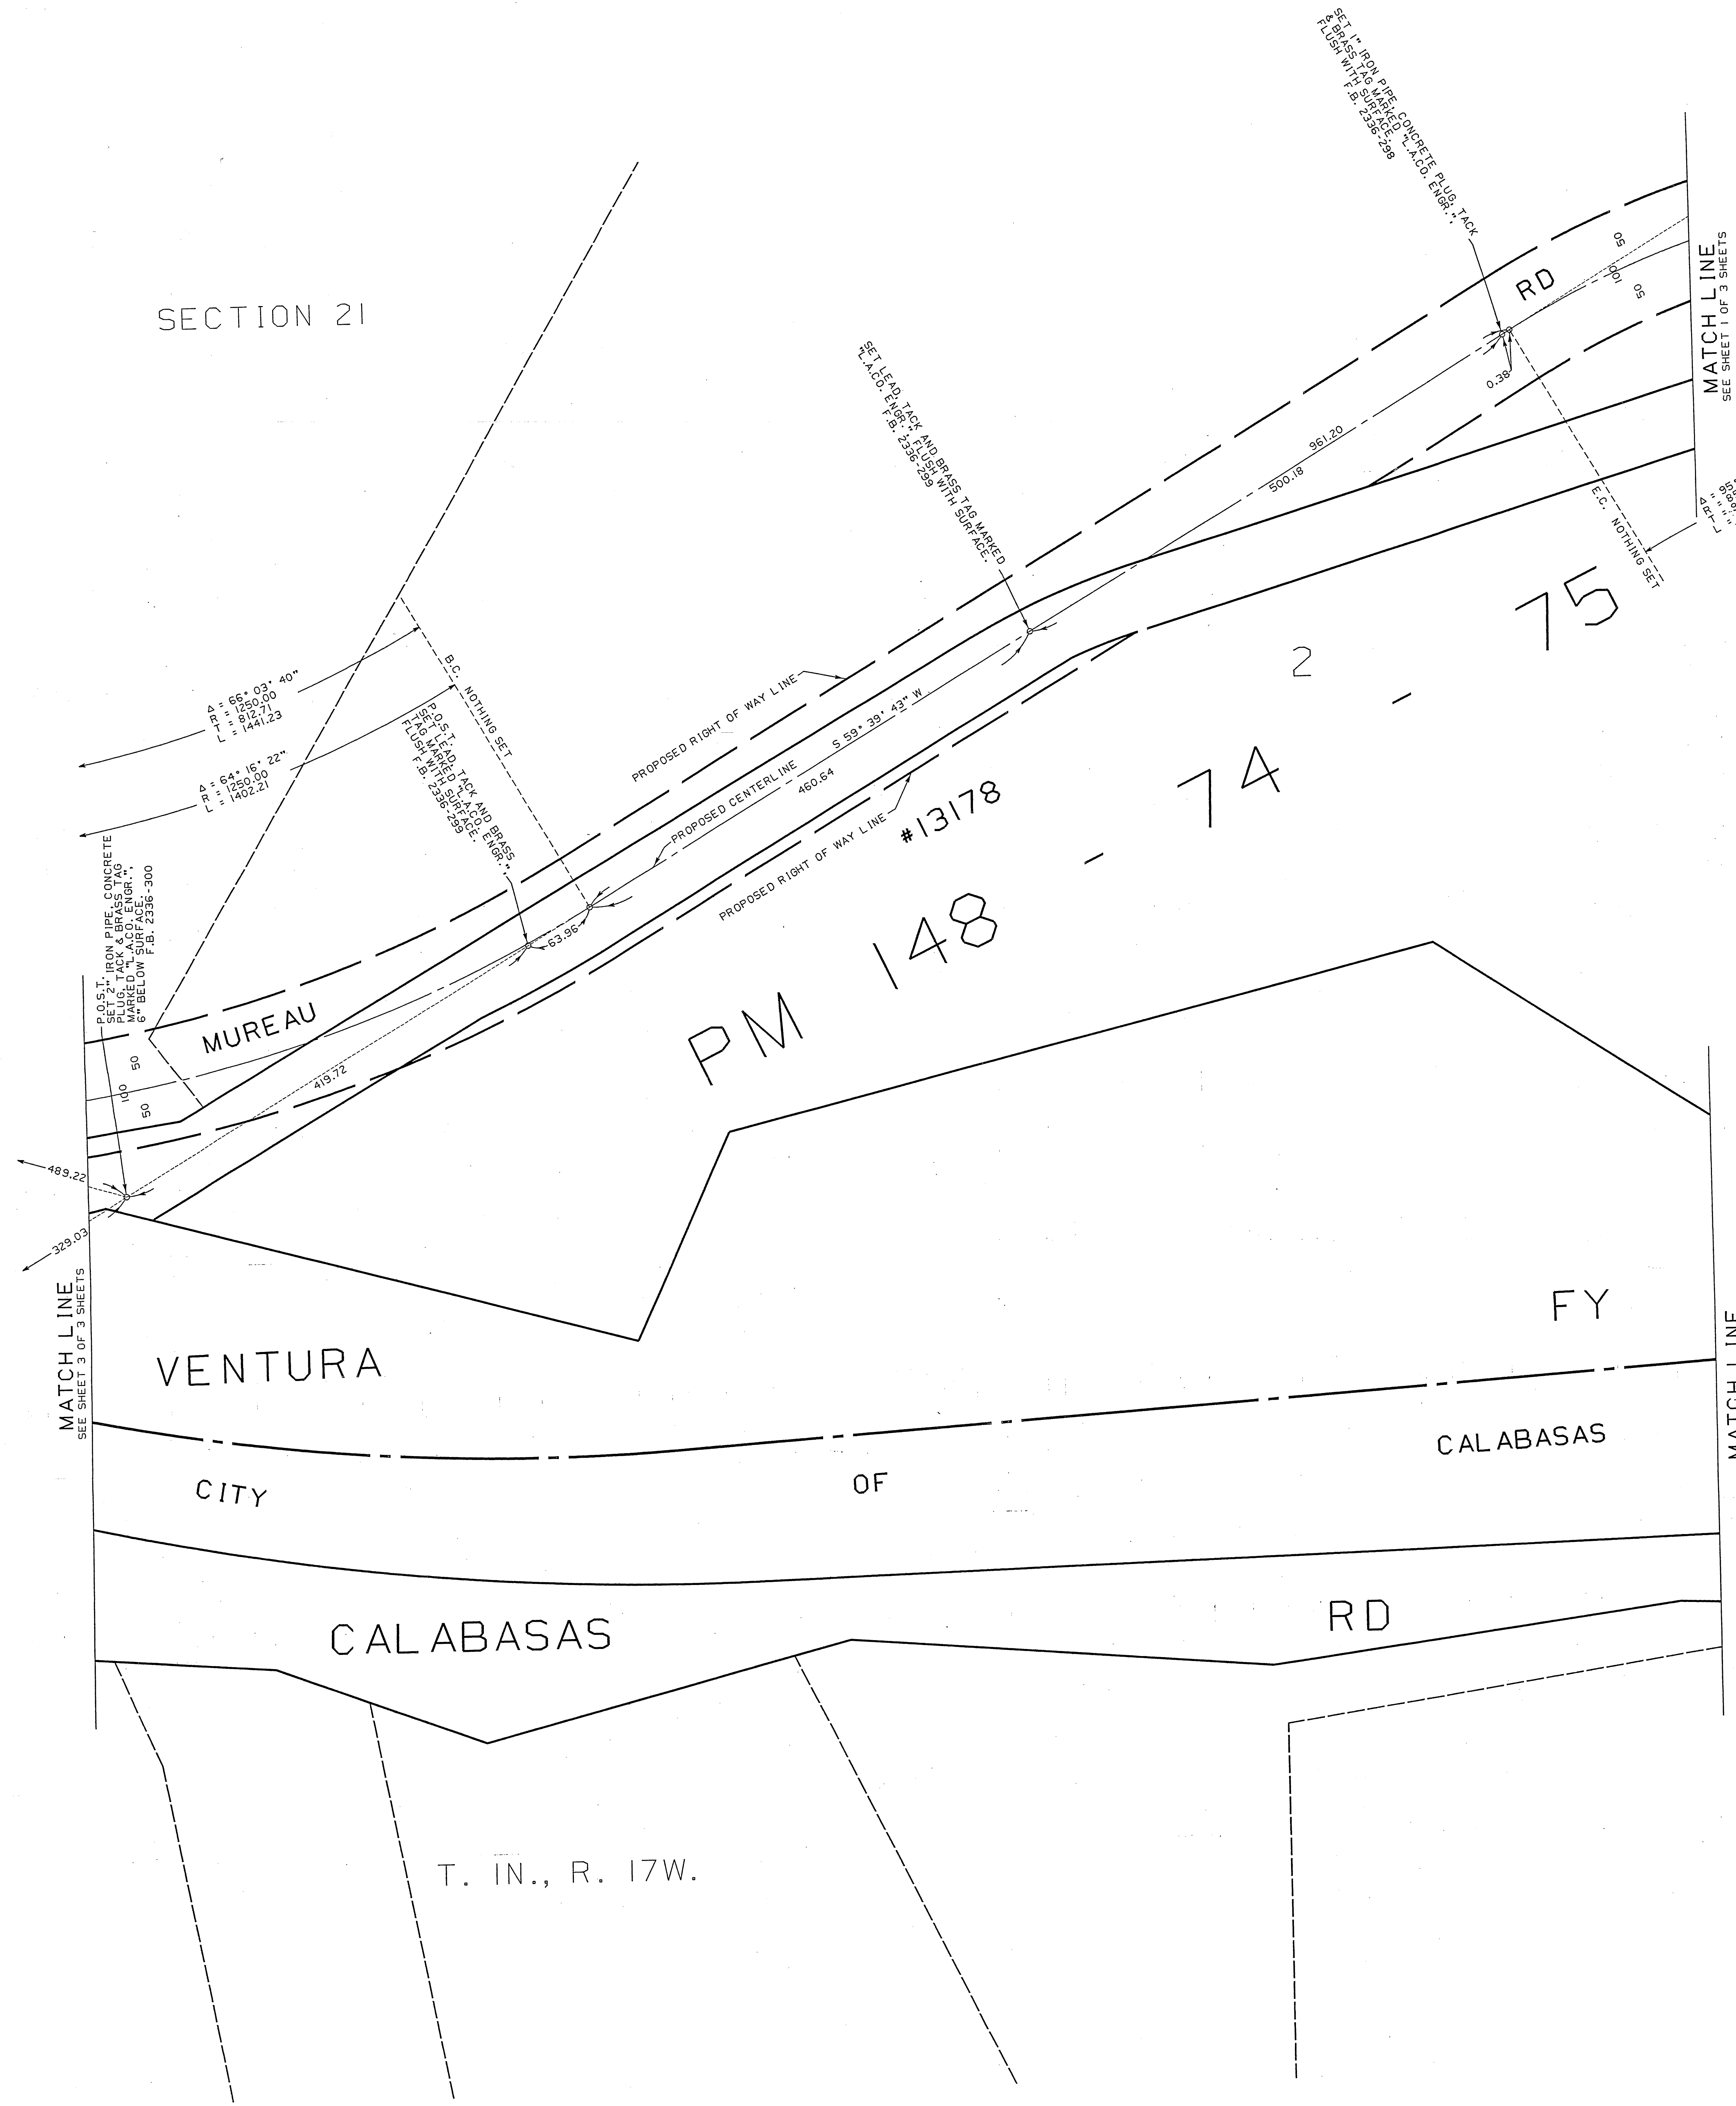 SET 1" IRON PIPE, CONCRETE PLUG, TACK
& BRASS TAG MARKED "L.A.CO. ENGR.",
FLUSH WITH SURFACE.
F.B. 2336-298
SECTION 21
RD
50
100
50
MATCH LINE
SEE SHEET 1 OF 3 SHEETS
0.38
SET LEAD, TACK AND BRASS TAG MARKED
"L.A.CO. ENGR.", FLUSH WITH SURFACE.
F.B. 2336-299
961.20
500.18
E.C. NOTHING SET
75
2
-
74
-
148
PM
#13178
Δ = 66° 03' 40"
R = 1250.00
T = 812.71
L = 1441.23
Δ = 64° 16' 22"
R = 1250.00
L = 1402.21
B.C. NOTHING SET
P.O.S.T.
SET LEAD, TACK AND BRASS
TAG MARKED "L.A.CO. ENGR.",
FLUSH WITH SURFACE.
F.B. 2336-299
PROPOSED RIGHT OF WAY LINE
S 59° 39' 43" W
PROPOSED CENTERLINE
460.64
PROPOSED RIGHT OF WAY LINE
63.96
P.O.S.T.
SET 2" IRON PIPE, CONCRETE
PLUG, TACK & BRASS TAG
MARKED "L.A.CO. ENGR.",
6" BELOW SURFACE.
F.B. 2336-300
MUREAU
50
100
50
419.72
489.22
329.03
MATCH LINE
SEE SHEET 3 OF 3 SHEETS
VENTURA
FY
CITY
OF
CALABASAS
MATCH LINE
CALABASAS
RD
T. 1N., R. 17W.